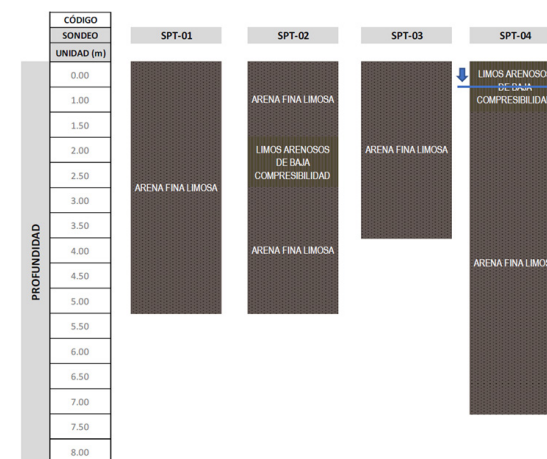 CÓDIGO
SONDEO
UNIDAD (m)
SPT-01
SPT-02
SPT-03
SPT-04
PROFUNDIDAD
0.00
1.00
1.50
2.00
2.50
3.00
3.50
4.00
4.50
5.00
5.50
6.00
6.50
7.00
7.50
8.00
ARENA FINA LIMOSA
ARENA FINA LIMOSA
LIMOS ARENOSOS
DE BAJA
COMPRESIBILIDAD
ARENA FINA LIMOSA
ARENA FINA LIMOSA
LIMOS ARENOSOS
DE BAJA
COMPRESIBILIDAD
ARENA FINA LIMOS